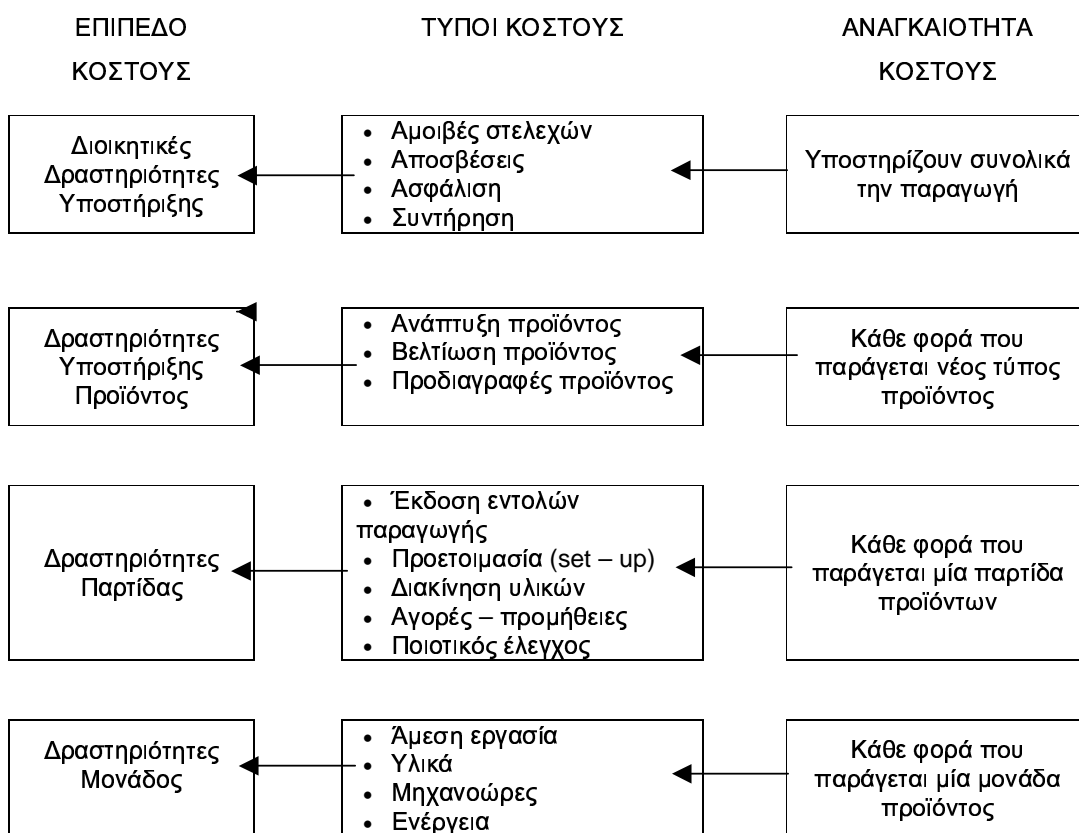 ΕΠΙΠΕΔΟ
ΚΟΣΤΟΥΣ
ΤΥΠΟΙ ΚΟΣΤΟΥΣ
ΑΝΑΓΚΑΙΟΤΗΤΑ
ΚΟΣΤΟΥΣ
Διοικητικές
Δραστηριότητες
Υποστήριξης
• Αμοιβές στελεχών
• Αποσβέσεις
• Ασφάλιση
• Συντήρηση
Υποστηρίζουν συνολικά
την παραγωγή
Δραστηριότητες
Υποστήριξης
Προϊόντος
• Ανάπτυξη προϊόντος
• Βελτίωση προϊόντος
• Προδιαγραφές προϊόντος
Κάθε φορά που
παράγεται νέος τύπος
προϊόντος
Δραστηριότητες
Παρτίδας
• Έκδοση εντολών
παραγωγής
• Προετοιμασία (set – up)
• Διακίνηση υλικών
• Αγορές – προμήθειες
• Ποιοτικός έλεγχος
Κάθε φορά που
παράγεται μία παρτίδα
προϊόντων
Δραστηριότητες
Μονάδος
• Άμεση εργασία
• Υλικά
• Μηχανοώρες
• Ενέργεια
Κάθε φορά που
παράγεται μία μονάδα
προϊόντος